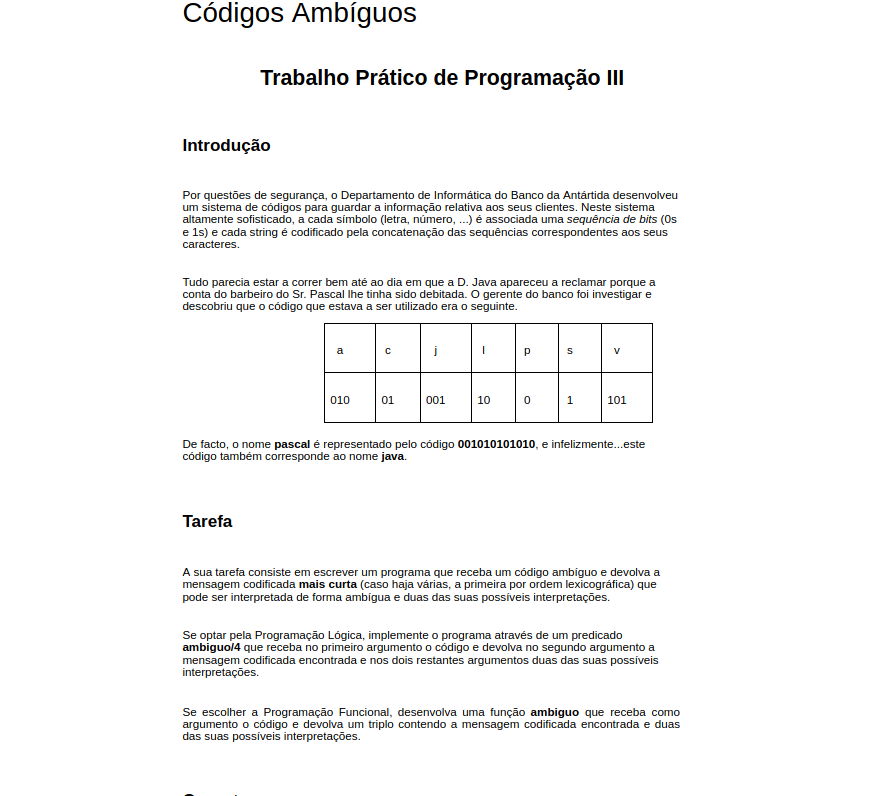 Códigos Ambíguos
Trabalho Prático de Programação III
Introdução
Por questões de segurança, o Departamento de Informática do Banco da Antártida desenvolveu
um sistema de códigos para guardar a informação relativa aos seus clientes. Neste sistema
altamente sofisticado, a cada símbolo (letra, número, ...) é associada uma sequência de bits (0s
e 1s) e cada string é codificado pela concatenação das sequências correspondentes aos seus
caracteres.
Tudo parecia estar a correr bem até ao dia em que a D. Java apareceu a reclamar porque a
conta do barbeiro do Sr. Pascal lhe tinha sido debitada. O gerente do banco foi investigar e
descobriu que o código que estava a ser utilizado era o seguinte.
a c j l p s v
010 01 001 10 0 1 101
De facto, o nome pascal é representado pelo código 001010101010, e infelizmente...este
código também corresponde ao nome java.
Tarefa
A sua tarefa consiste em escrever um programa que receba um código ambíguo e devolva a
mensagem codificada mais curta (caso haja várias, a primeira por ordem lexicográfica) que
pode ser interpretada de forma ambígua e duas das suas possíveis interpretações.
Se optar pela Programação Lógica, implemente o programa através de um predicado
ambiguo/4 que receba no primeiro argumento o código e devolva no segundo argumento a
mensagem codificada encontrada e nos dois restantes argumentos duas das suas possíveis
interpretações.
Se escolher a Programação Funcional, desenvolva uma função ambiguo que receba como
argumento o código e devolva um triplo contendo a mensagem codificada encontrada e duas
das suas possíveis interpretações.